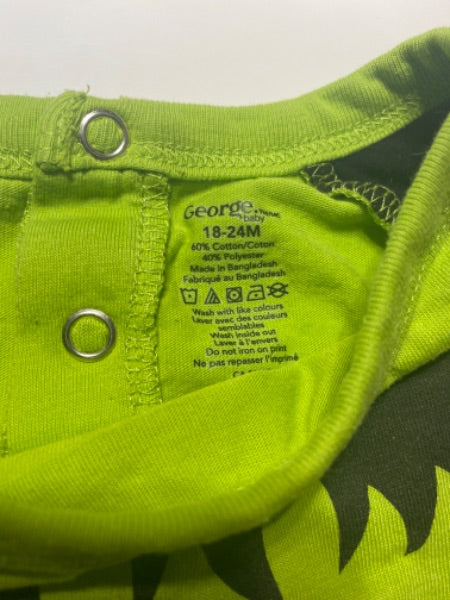 George
baby
18-24M
60% Cotton/Coton
40% Polyester
Made in Bangladesh
Fabriqué au Bangladesh
Wash with like colours
Laver avec des couleurs
semblables
Wash inside out
Laver à l'envers
Do not iron on print
Ne pas repasser l'imprimé